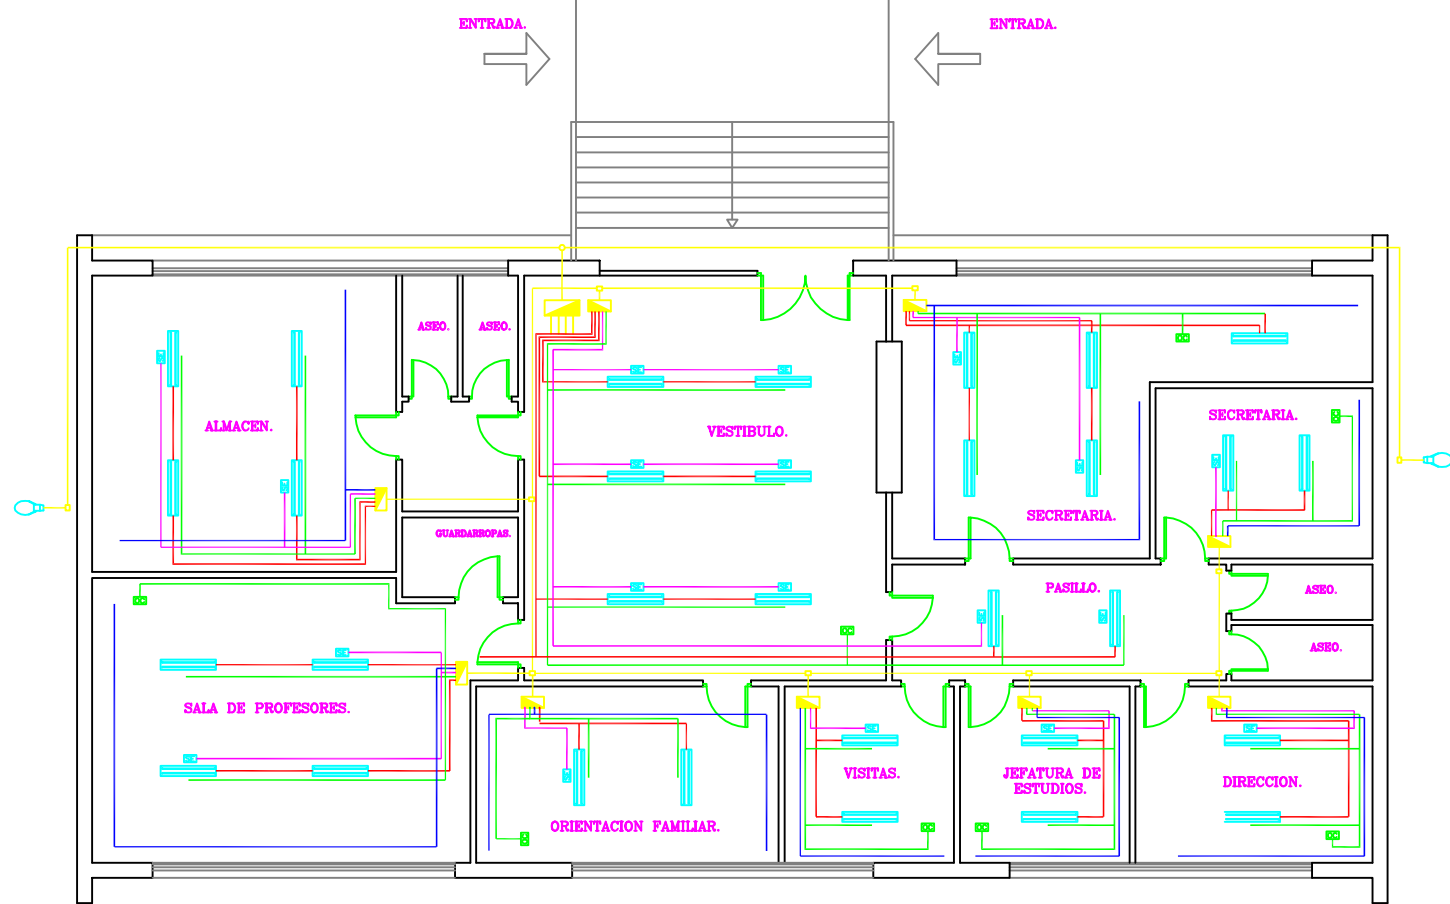 ENTRADA.
ENTRADA.
ASEO.
ASEO.
ALMACEN.
VESTIBULO.
SECRETARIA.
SECRETARIA.
GUARDARROPAS.
PASILLO.
ASEO.
ASEO.
SALA DE PROFESORES.
VISITAS.
JEFATURA DE
ESTUDIOS.
DIRECCION.
ORIENTACION FAMILIAR.